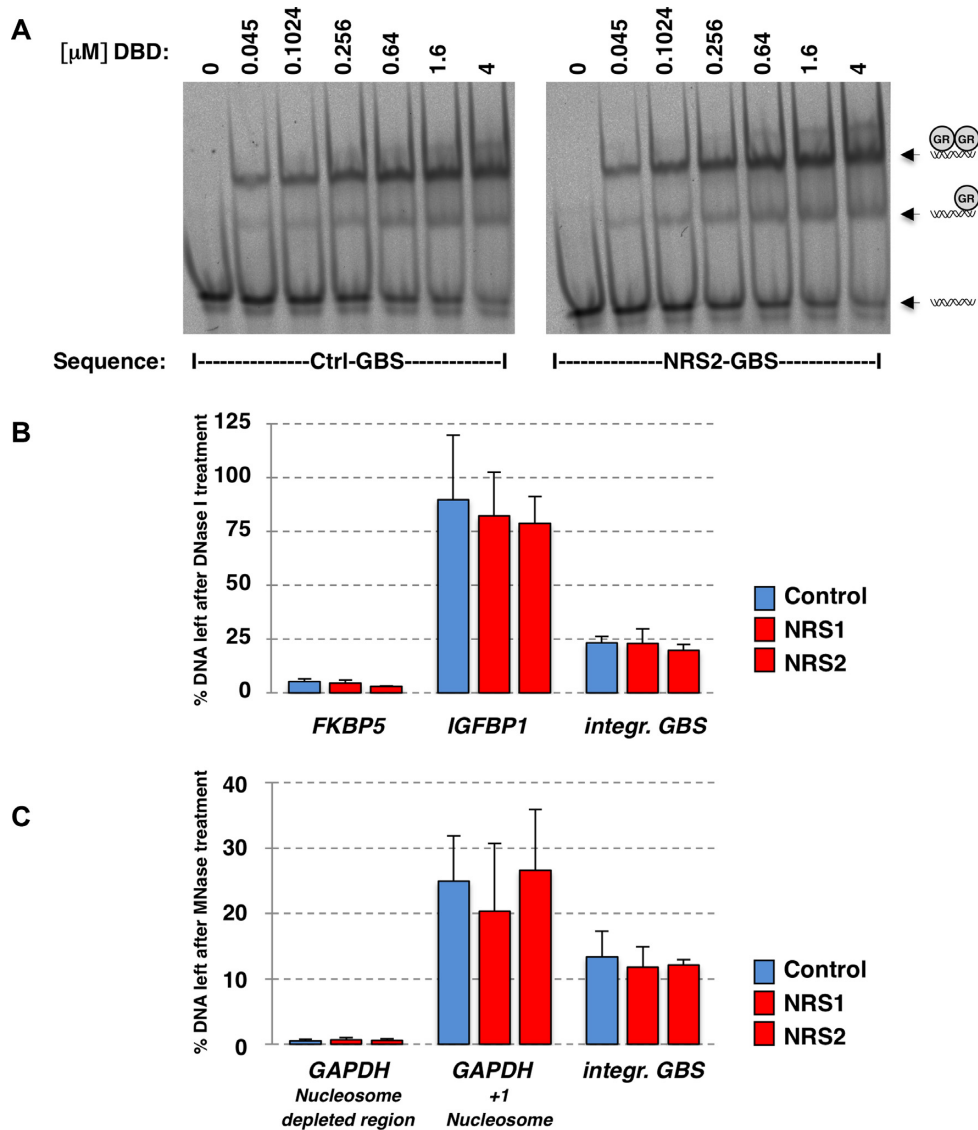 A
[μM] DBD:
0 0.045 0.1024 0.256 0.64 1.6 4
0 0.045 0.1024 0.256 0.64 1.6 4
GR GR
GR
Sequence:
I---------------Ctrl-GBS-------------I
I--------------NRS2-GBS--------------I
B
% DNA left after DNase I treatment
125
100
75
50
25
0
FKBP5
IGFBP1
integr. GBS
Control
NRS1
NRS2
C
% DNA left after MNase treatment
40
30
20
10
0
GAPDH
Nucleosome
depleted region
GAPDH
+1
Nucleosome
integr. GBS
Control
NRS1
NRS2